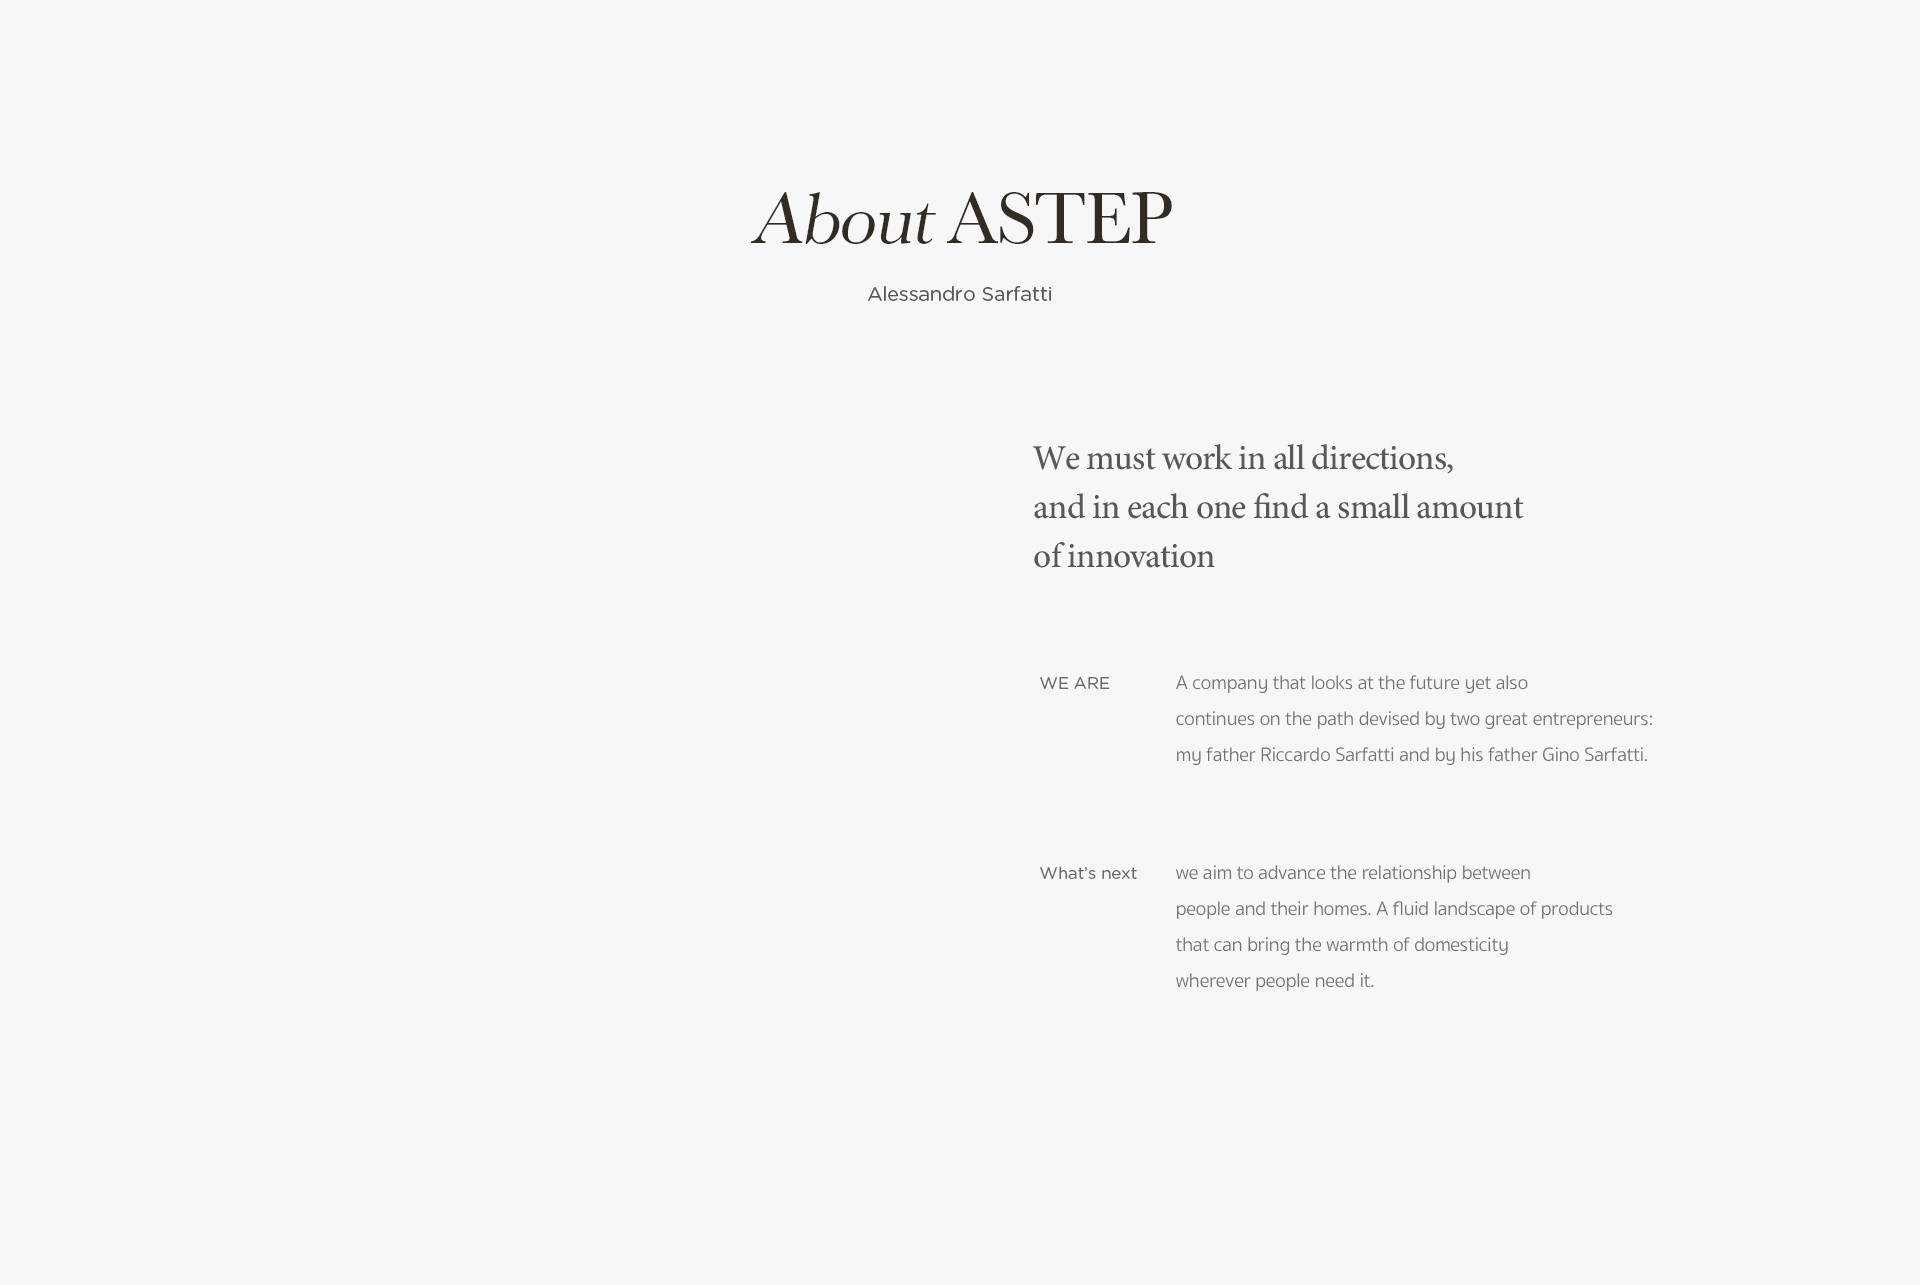 About ASTEP
Alessandro Sarfatti
We must work in all directions,
and in each one find a small amount
of innovation
WE ARE
A company that looks at the future yet also
continues on the path devised by two great entrepreneurs:
my father Riccardo Sarfatti and by his father Gino Sarfatti.
What’s next
we aim to advance the relationship between
people and their homes. A fluid landscape of products
that can bring the warmth of domesticity
wherever people need it.